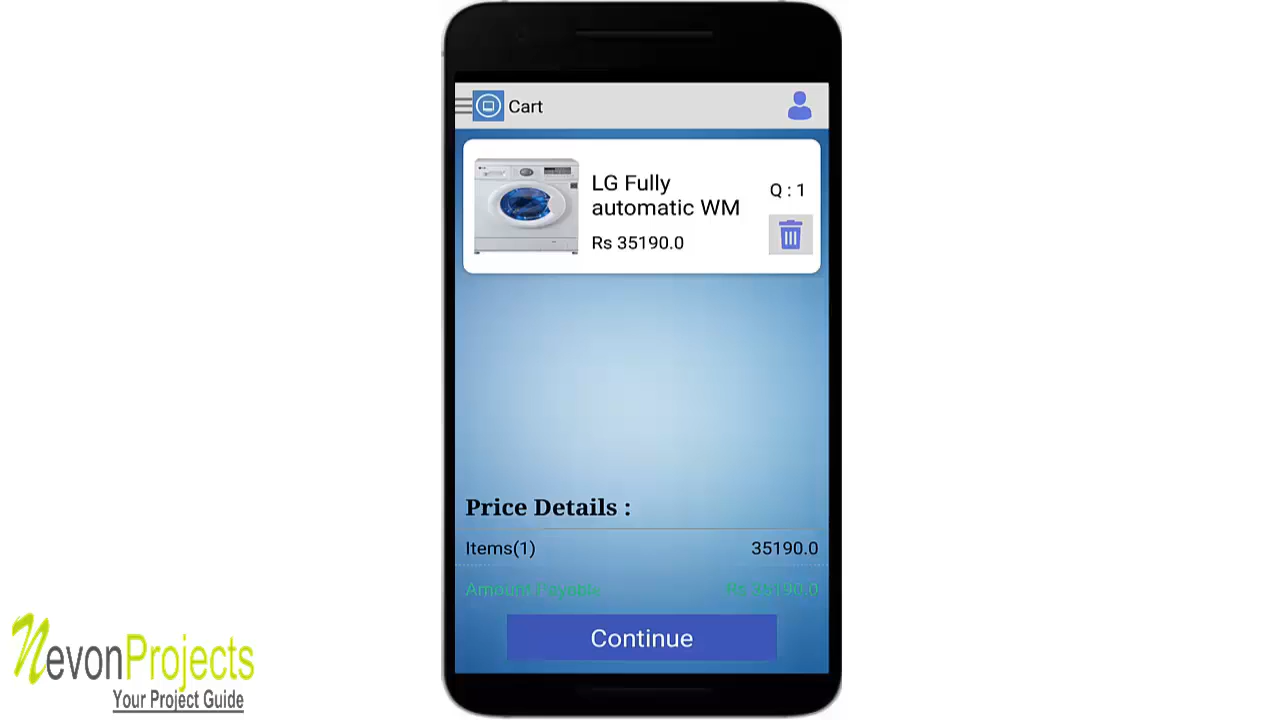 Cart
LG Fully
automatic WM
Q : 1
Rs 35190.0
Price Details :
Items(1) 35190.0
Amount Payable Rs 35190.0
Continue
NevonProjects
Your Project Guide